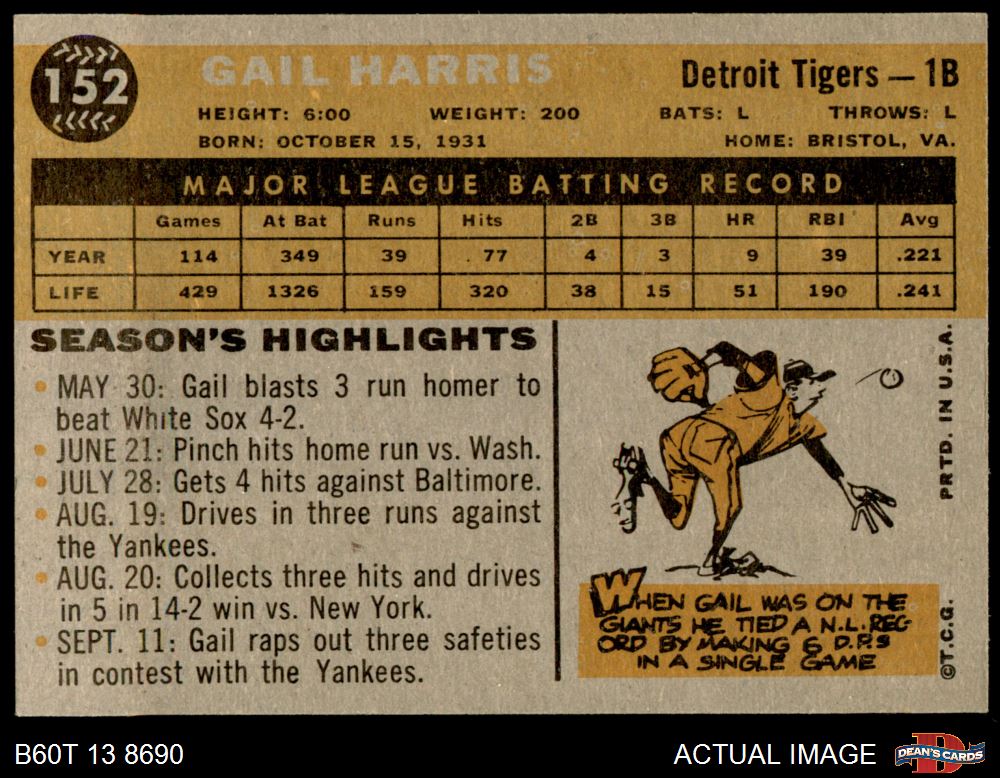 152
GAIL HARRIS
Detroit Tigers — 1B
HEIGHT: 6:00 WEIGHT: 200 BATS: L THROWS: L
BORN: OCTOBER 15, 1931 HOME: BRISTOL, VA.
MAJOR LEAGUE BATTING RECORD
Games At Bat Runs Hits 2B 3B HR RBI Avg
YEAR 114 349 39 77 4 3 9 39 .221
LIFE 429 1326 159 320 38 15 51 190 .241
SEASON'S HIGHLIGHTS
• MAY 30: Gail blasts 3 run homer to
beat White Sox 4-2.
• JUNE 21: Pinch hits home run vs. Wash.
• JULY 28: Gets 4 hits against Baltimore.
• AUG. 19: Drives in three runs against
the Yankees.
• AUG. 20: Collects three hits and drives
in 5 in 14-2 win vs. New York.
• SEPT. 11: Gail raps out three safeties
in contest with the Yankees.
WHEN GAIL WAS ON THE
GIANTS HE TIED A N.L. REC-
ORD BY MAKING 6 D.P.S
IN A SINGLE GAME
©T.C.G. PRTD. IN U.S.A.
B60T 13 8690
ACTUAL IMAGE
DEAN'S CARDS